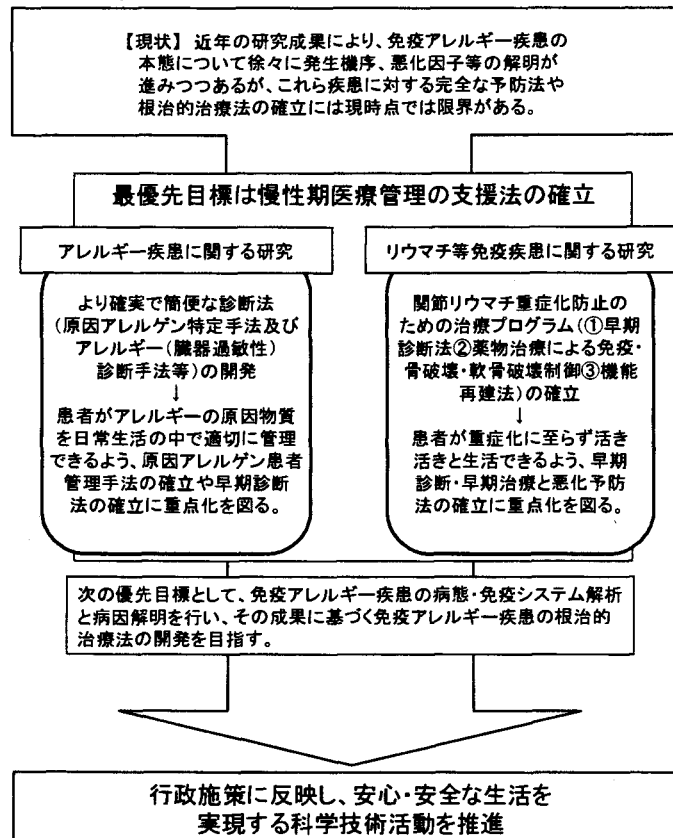 【現状】 近年の研究成果により、免疫アレルギー疾患の
本態について徐々に発生機序、悪化因子等の解明が
進みつつあるが、これら疾患に対する完全な予防法や
根治的治療法の確立には現時点では限界がある。
最優先目標は慢性期医療管理の支援法の確立
アレルギー疾患に関する研究
より確実で簡便な診断法
(原因アレルゲン特定手法及び
アレルギー(臓器過敏性)
診断手法等)の開発
↓
患者がアレルギーの原因物質
を日常生活の中で適切に管理
できるよう、原因アレルゲン患者
管理手法の確立や早期診断
法の確立に重点化を図る。
リウマチ等免疫疾患に関する研究
関節リウマチ重症化防止の
ための治療プログラム(①早期
診断法②薬物治療による免疫・
骨破壊・軟骨破壊制御③機能
再建法)の確立
↓
患者が重症化に至らず活き
活きと生活できるよう、早期
診断・早期治療と悪化予防
法の確立に重点化を図る。
次の優先目標として、免疫アレルギー疾患の病態・免疫システム解析
と病因解明を行い、その成果に基づく免疫アレルギー疾患の根治的
治療法の開発を目指す。
行政施策に反映し、安心・安全な生活を
実現する科学技術活動を推進